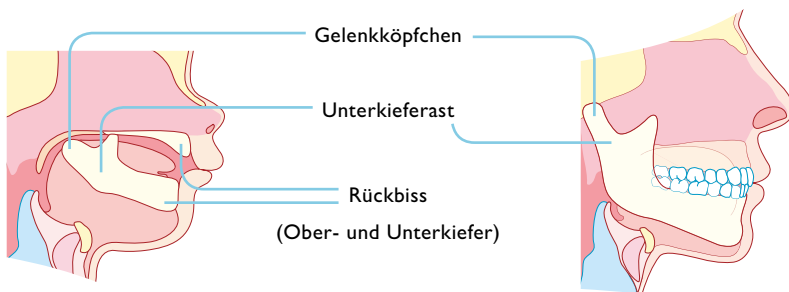 Gelenkköpfchen
Unterkieferast
Rückbiss
(Ober- und Unterkiefer)